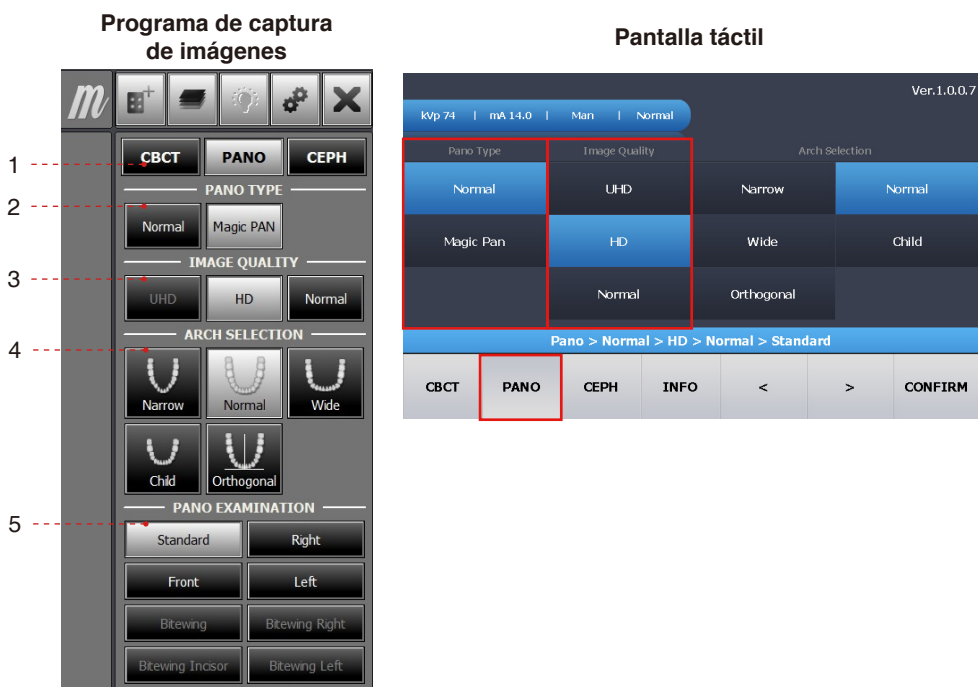 Programa de captura
de imágenes
m
CBCT PANO CEPH
PANO TYPE
Normal Magic PAN
IMAGE QUALITY
UHD HD Normal
ARCH SELECTION
Narrow Normal Wide
Child Orthogonal
PANO EXAMINATION
Standard Right
Front Left
Bitewing Bitewing Right
Bitewing Incisor Bitewing Left
1
2
3
4
5
Pantalla táctil
Ver.1.0.0.7
kVp 74 | mA 14.0 | Man | Normal
Pano Type Image Quality Arch Selection
Normal UHD Narrow Normal
Magic Pan HD Wide Child
Normal Orthogonal
Pano > Normal > HD > Normal > Standard
CBCT PANO CEPH INFO < > CONFIRM